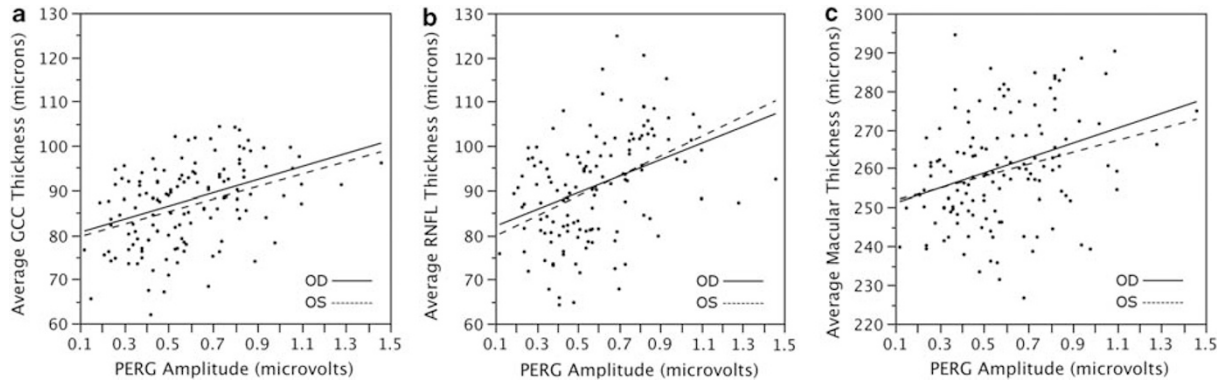 a
130
120
110
100
90
80
70
60
Average GCC Thickness (microns)
0.1 0.3 0.5 0.7 0.9 1.1 1.3 1.5
PERG Amplitude (microvolts)
OD
OS
b
130
120
110
100
90
80
70
60
Average RNFL Thickness (microns)
0.1 0.3 0.5 0.7 0.9 1.1 1.3 1.5
PERG Amplitude (microvolts)
OD
OS
c
300
290
280
270
260
250
240
230
220
Average Macular Thickness (microns)
0.1 0.3 0.5 0.7 0.9 1.1 1.3 1.5
PERG Amplitude (microvolts)
OD
OS